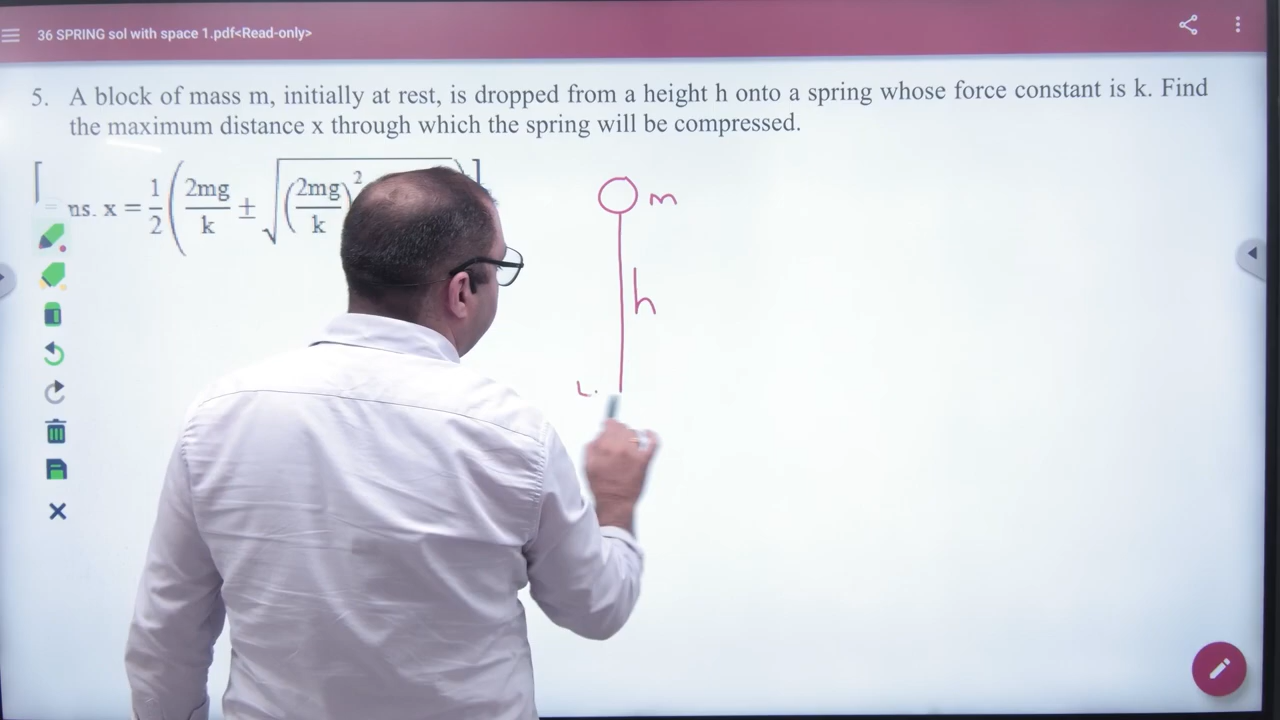 36 SPRING sol with space 1.pdf<Read-only>
5. A block of mass m, initially at rest, is dropped from a height h onto a spring whose force constant is k. Find
the maximum distance x through which the spring will be compressed.
ns. x = 1/2 ( 2mg/k ± √ (2mg/k)2
m
h